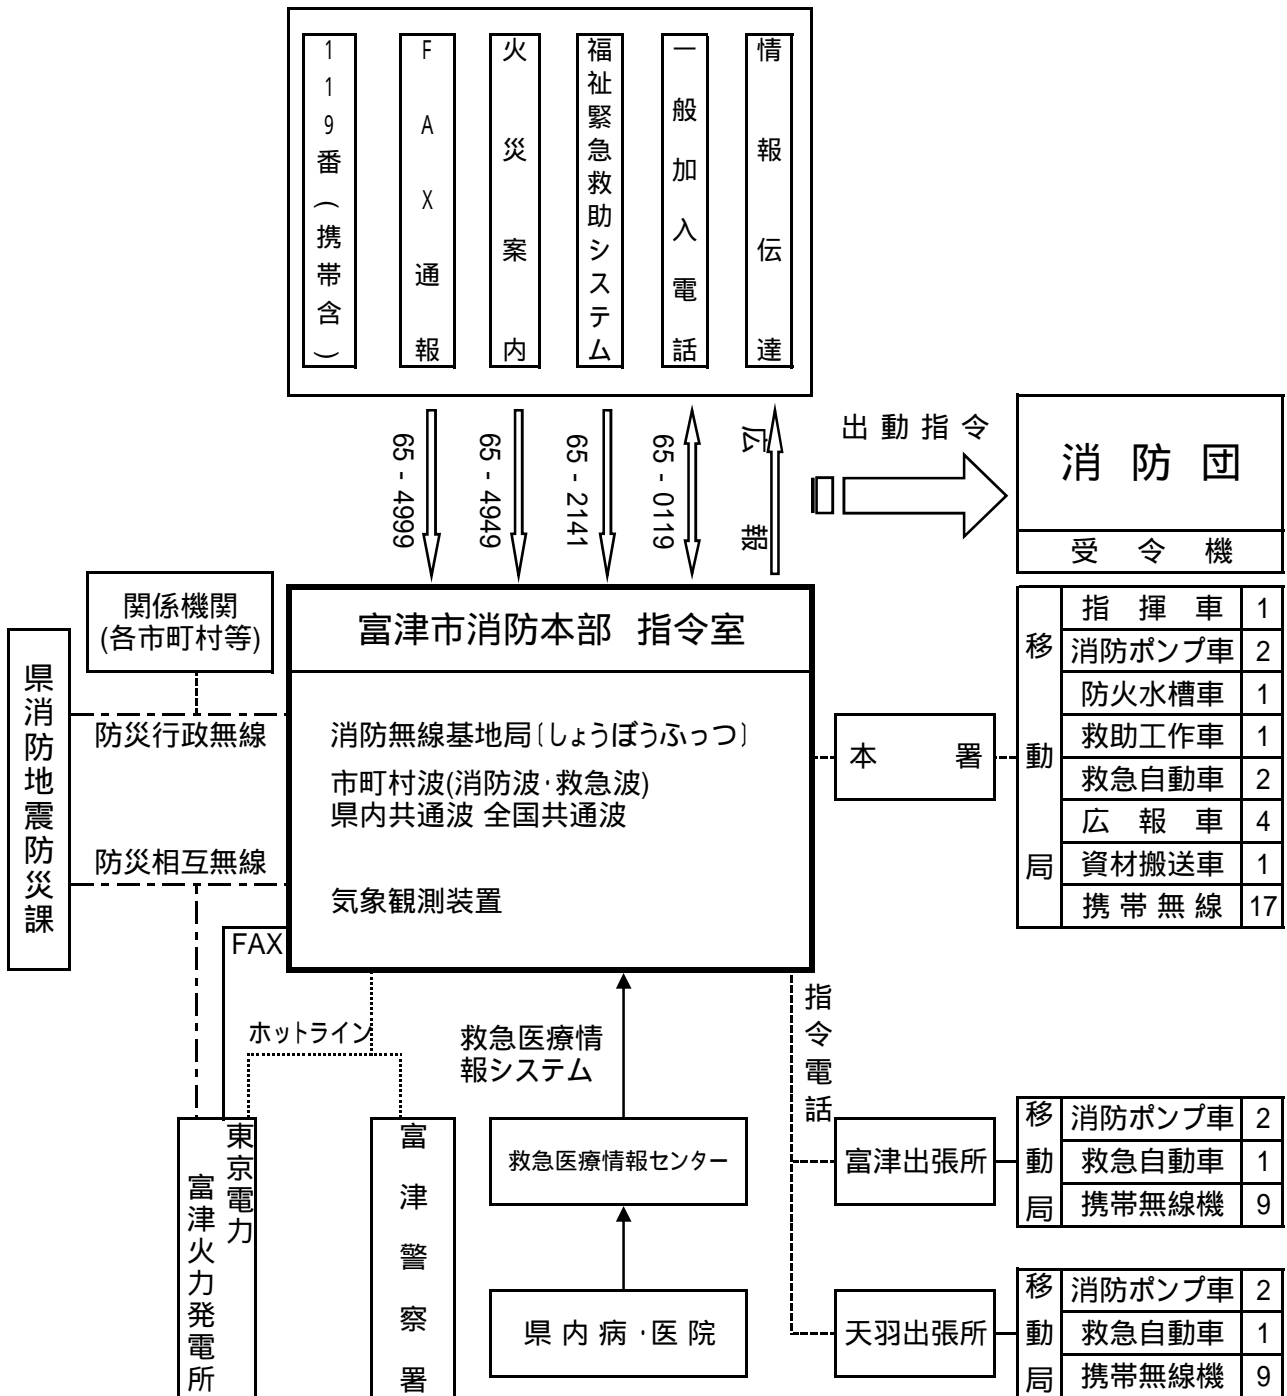 119番(携帯含)
FAX通報
火災案内
福祉緊急救助システム
一般加入電話
情報伝達
65-4999
65-4949
65-2141
65-0119
広報
出動指令
消防団
受令機
関係機関
(各市町村等)
県消防地震防災課
防災行政無線
防災相互無線
FAX
富津市消防本部 指令室
消防無線基地局〔しょうぼうふっつ〕
市町村波(消防波・救急波)
県内共通波 全国共通波
気象観測装置
本署
移動局
指揮車 1
消防ポンプ車 2
防火水槽車 1
救助工作車 1
救急自動車 2
広報車 4
資材搬送車 1
携帯無線 17
ホットライン
救急医療情
報システム
指令電話
東京電力
富津火力発電所
富津警察署
救急医療情報センター
県内病・医院
富津出張所
移動局
消防ポンプ車 2
救急自動車 1
携帯無線機 9
天羽出張所
移動局
消防ポンプ車 2
救急自動車 1
携帯無線機 9